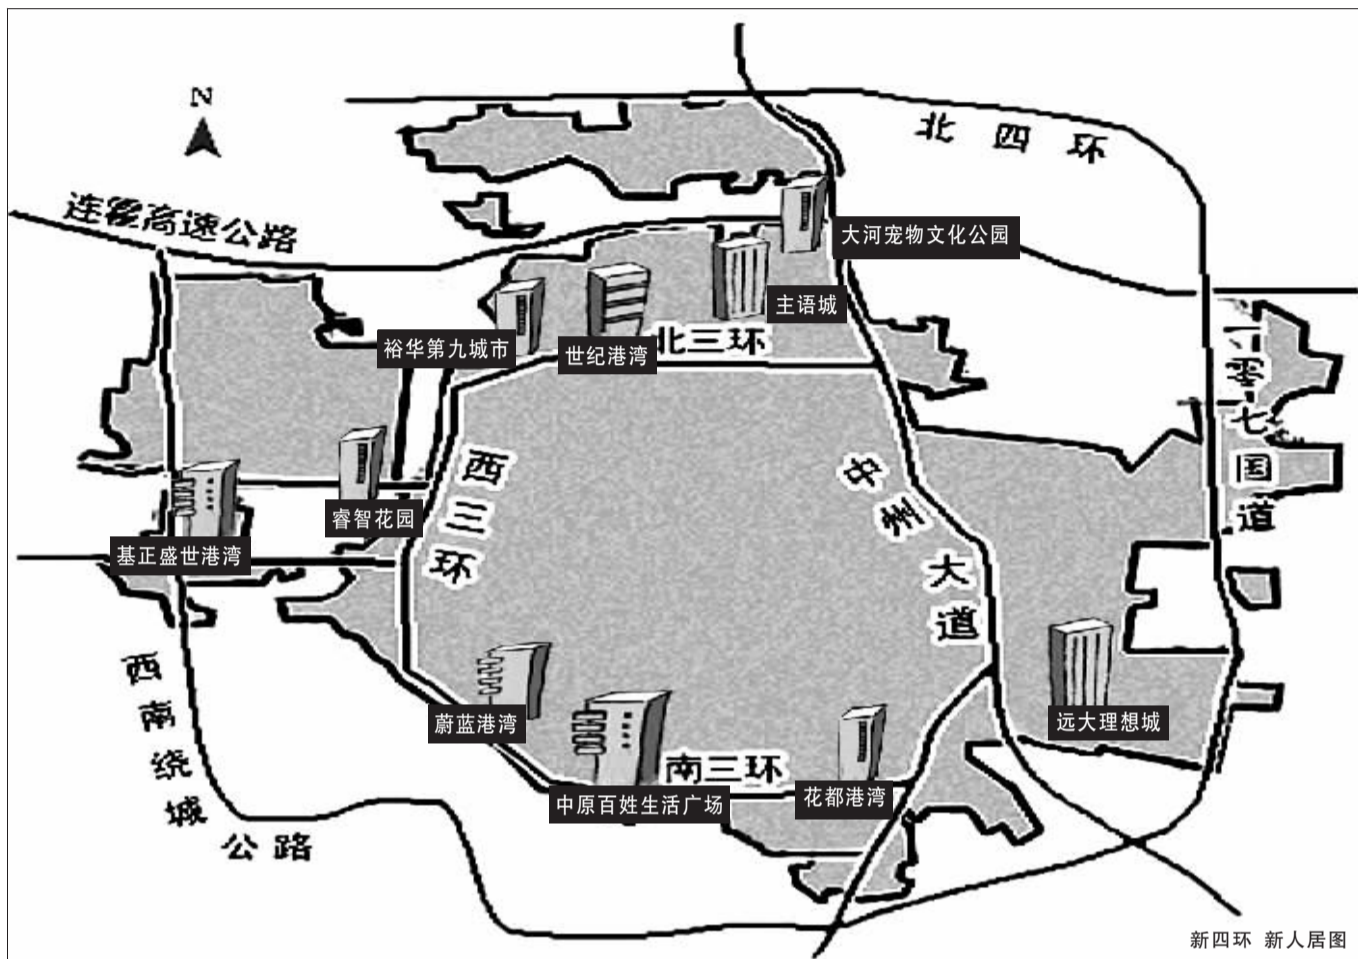 N
北四环
连霍高速公路
大河宠物文化公园
主语城
北三环
裕华第九城市
世纪港湾
一零七国道
西三环
中州大道
睿智花园
基正盛世港湾
西南绕城公路
蔚蓝港湾
远大理想城
南三环
中原百姓生活广场
花都港湾
新四环 新人居图